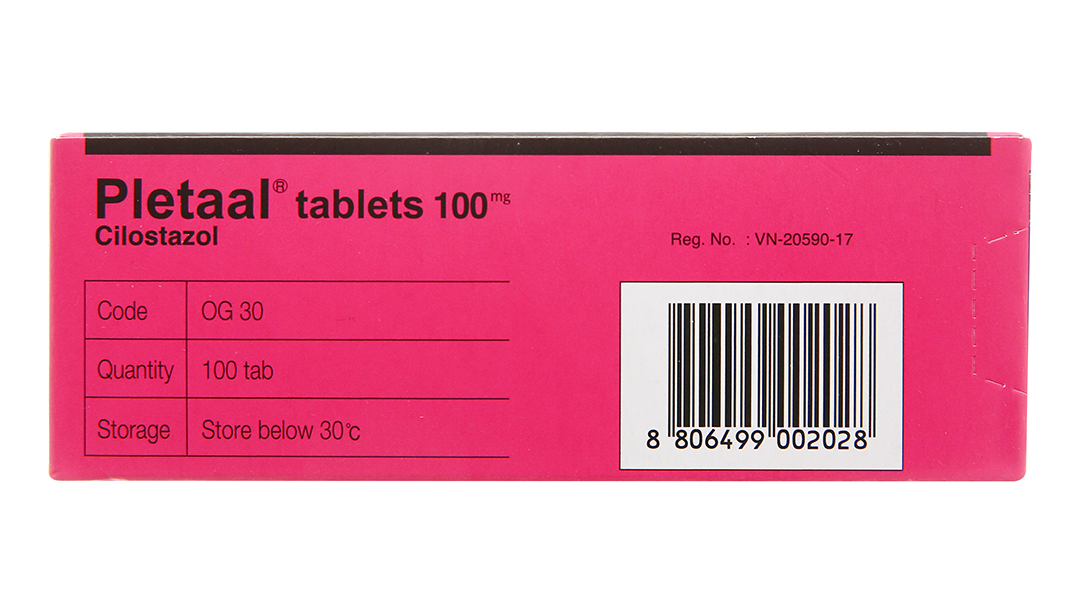 Pletaal® tablets 100mg
Cilostazol
Reg. No. : VN-20590-17
Code OG 30
Quantity 100 tab
Storage Store below 30℃
8 806499 002028